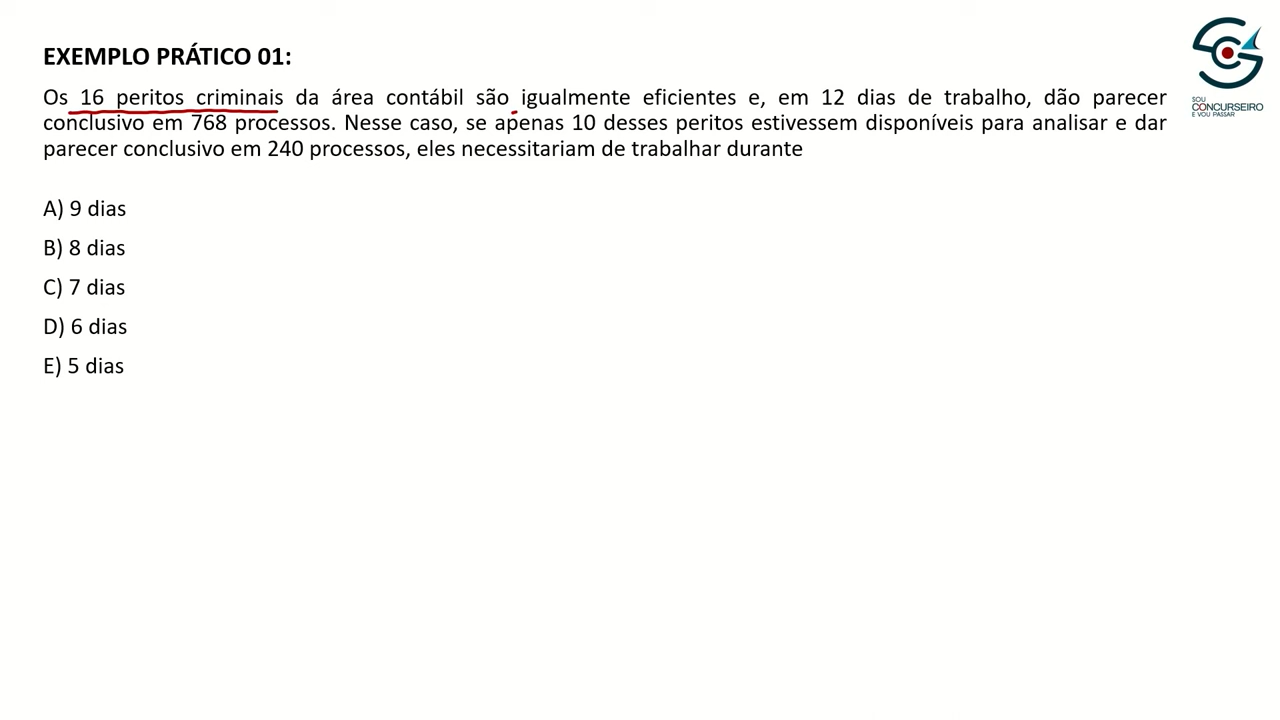 EXEMPLO PRÁTICO 01:
Os 16 peritos criminais da área contábil são igualmente eficientes e, em 12 dias de trabalho, dão parecer
conclusivo em 768 processos. Nesse caso, se apenas 10 desses peritos estivessem disponíveis para analisar e dar
parecer conclusivo em 240 processos, eles necessitariam de trabalhar durante
A) 9 dias
B) 8 dias
C) 7 dias
D) 6 dias
E) 5 dias
SOU
CONCURSEIRO
E VOU PASSAR